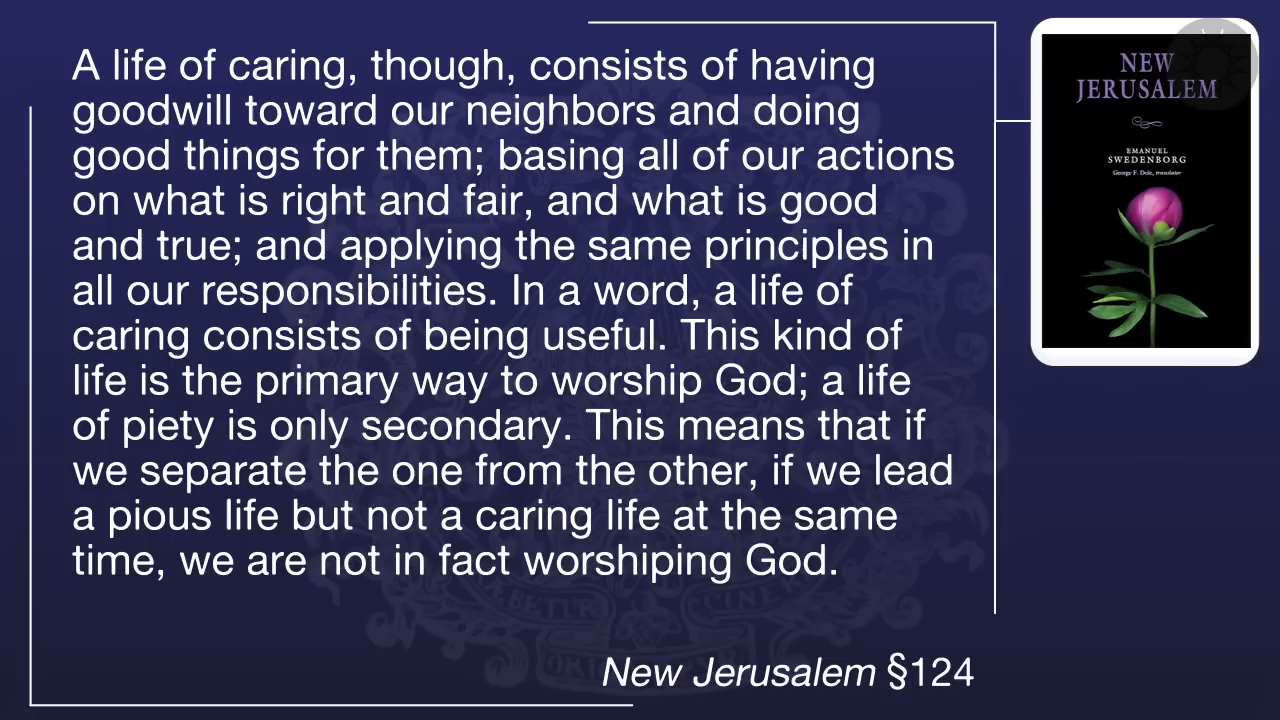 A life of caring, though, consists of having
goodwill toward our neighbors and doing
good things for them; basing all of our actions
on what is right and fair, and what is good
and true; and applying the same principles in
all our responsibilities. In a word, a life of
caring consists of being useful. This kind of
life is the primary way to worship God; a life
of piety is only secondary. This means that if
we separate the one from the other, if we lead
a pious life but not a caring life at the same
time, we are not in fact worshiping God.
New Jerusalem §124
NEW
JERUSALEM
EMANUEL
SWEDENBORG
George F. Dole, translator